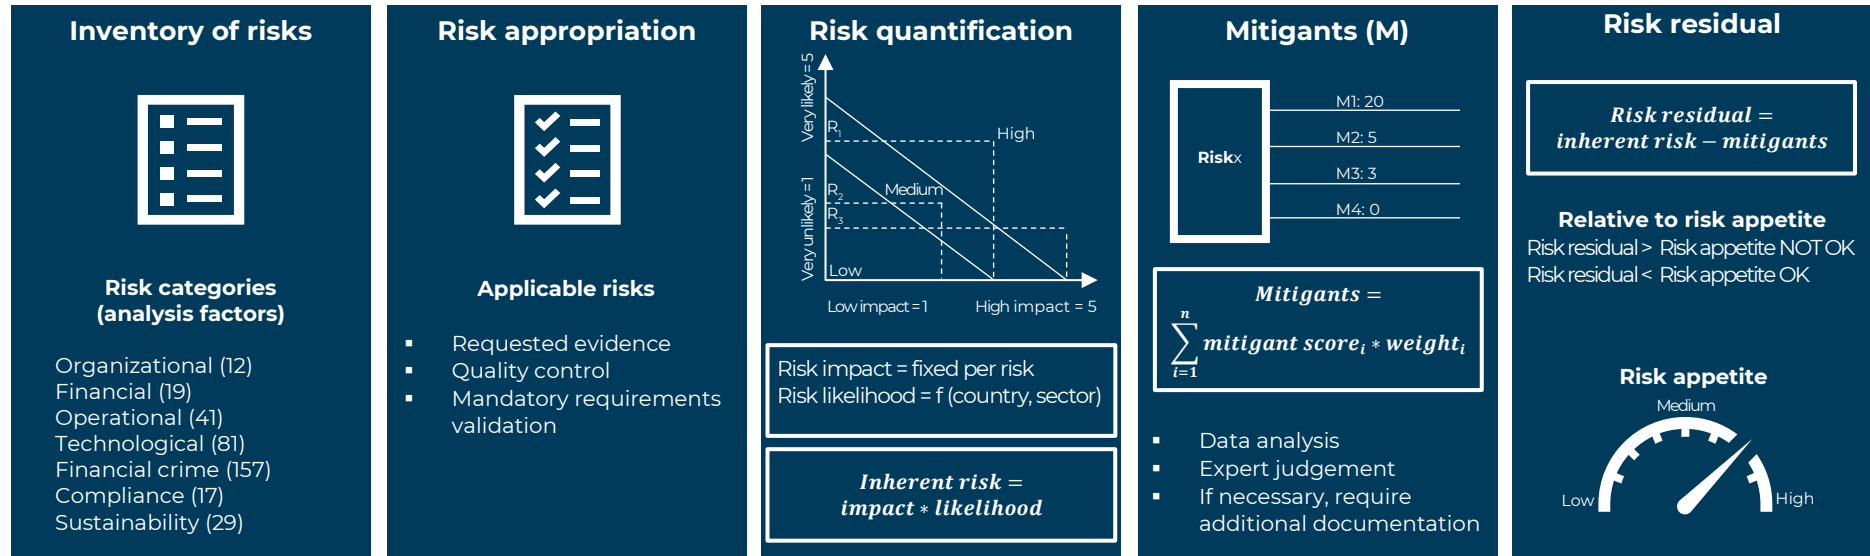 Inventory of risks
Risk categories
(analysis factors)
Organizational (12)
Financial (19)
Operational (41)
Technological (81)
Financial crime (157)
Compliance (17)
Sustainability (29)
Risk appropriation
Applicable risks
▪ Requested evidence
▪ Quality control
▪ Mandatory requirements
validation
Risk quantification
Very likely = 5
Very unlikely = 1
R1
High
R2
Medium
R3
Low
Low impact = 1
High impact = 5
Risk impact = fixed per risk
Risk likelihood = f (country, sector)
Inherent risk =
impact * likelihood
Mitigants (M)
Riskx
M1: 20
M2: 5
M3: 3
M4: 0
Mitigants =
n
∑ mitigant scoreᵢ * weightᵢ
i=1
▪ Data analysis
▪ Expert judgement
▪ If necessary, require
additional documentation
Risk residual
Risk residual =
inherent risk – mitigants
Relative to risk appetite
Risk residual > Risk appetite NOT OK
Risk residual < Risk appetite OK
Risk appetite
Medium
Low
High